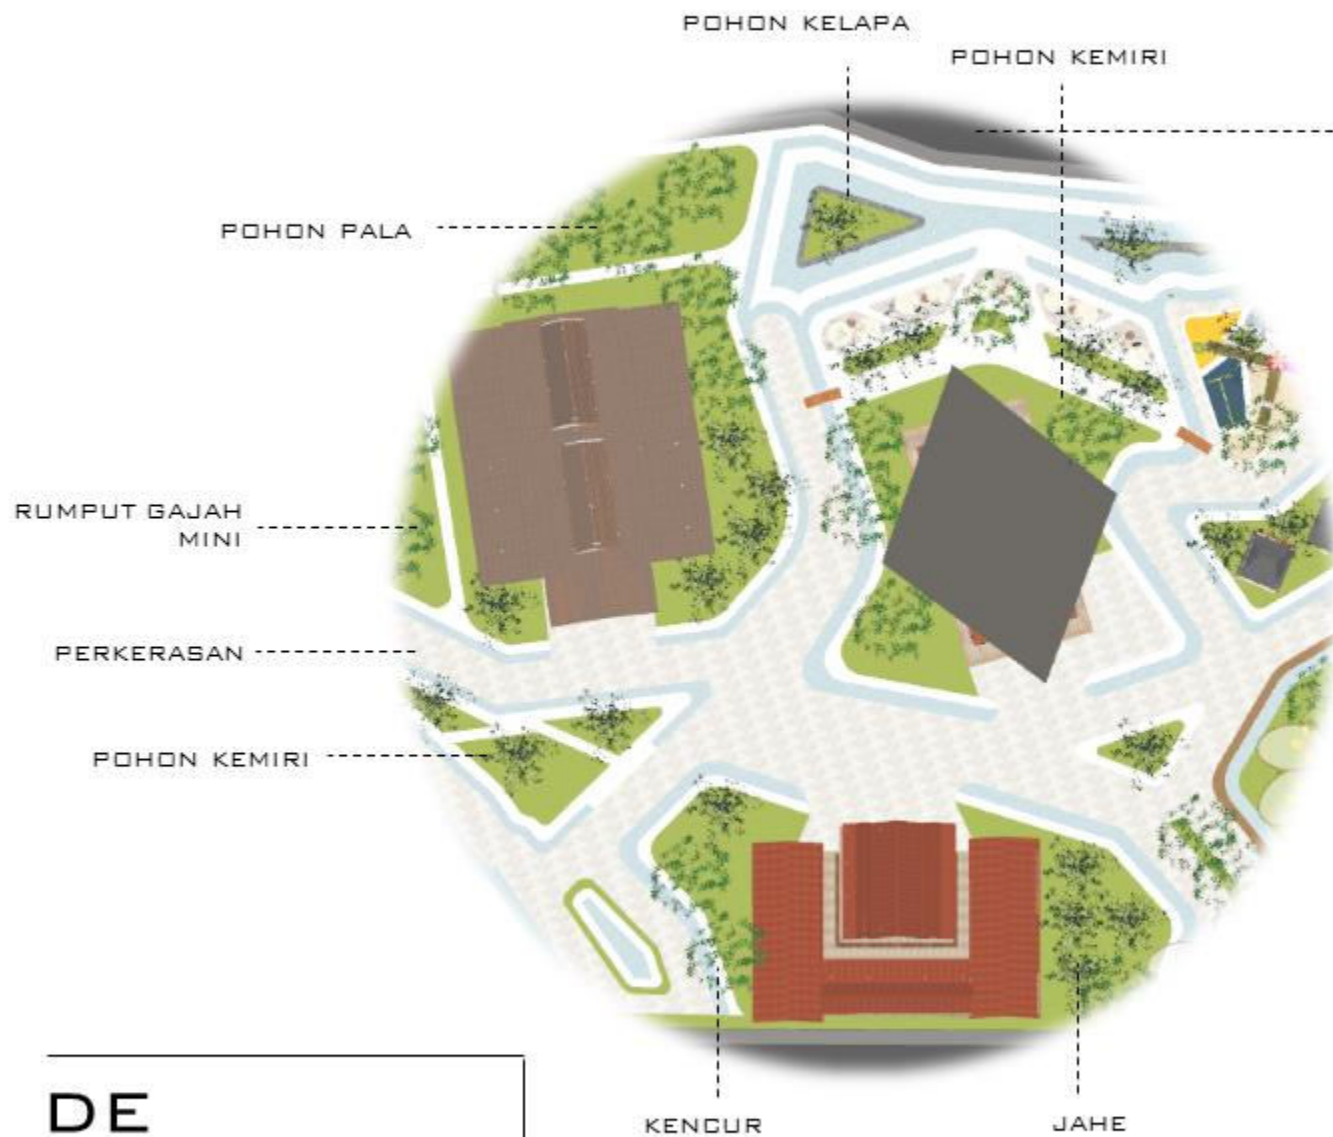 POHON KELAPA
POHON KEMIRI
POHON PALA
RUMPUT GAJAH
MINI
PERKERASAN
POHON KEMIRI
DE
KENCUR
JAHE